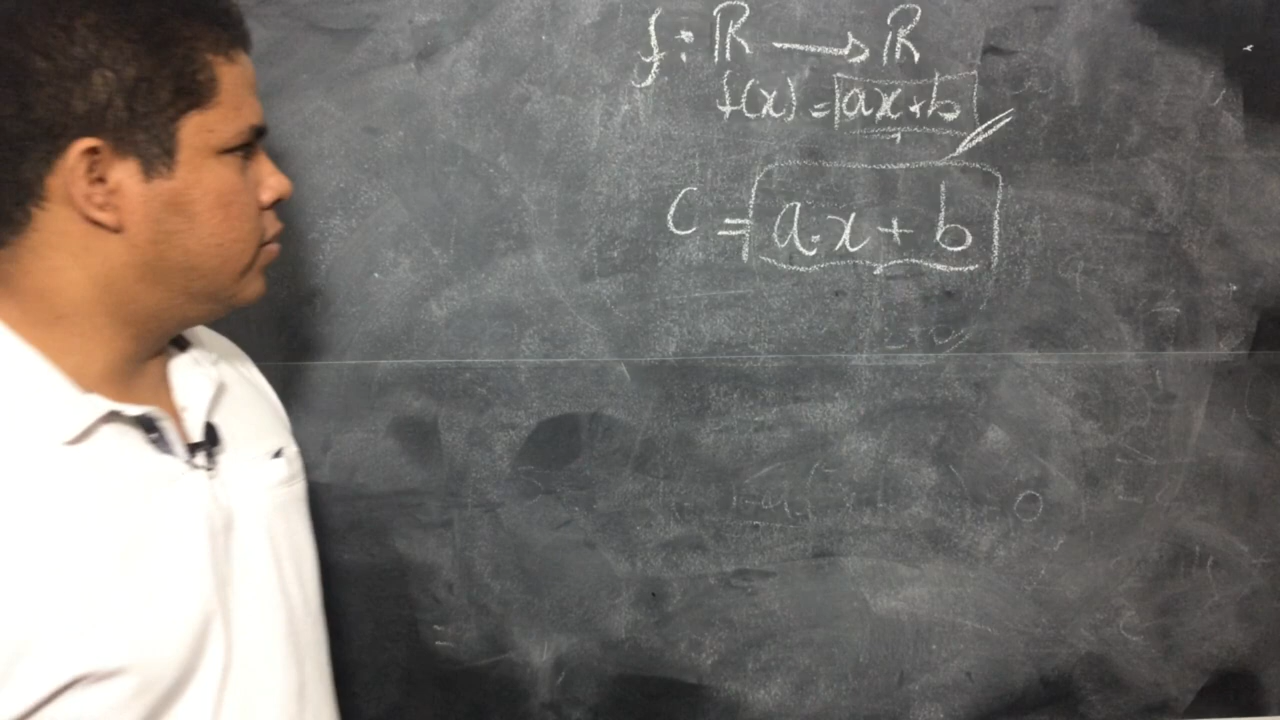 f: ℝ → ℝ
f(x) = ax+b
C = a.x + b